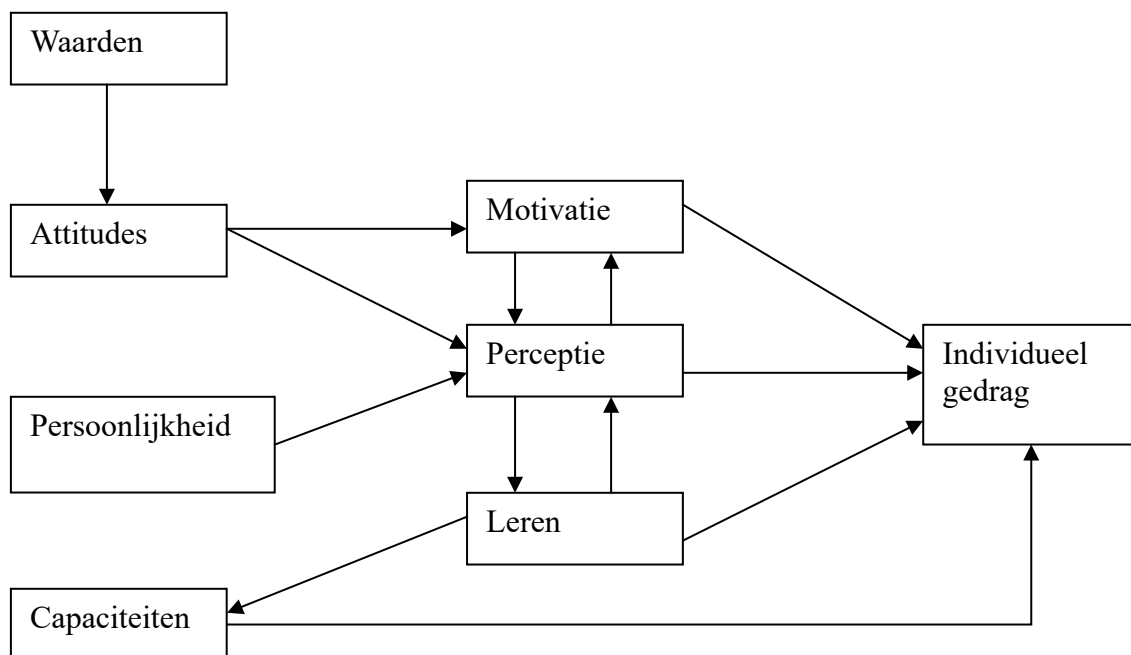 Waarden
Attitudes
Motivatie
Perceptie
Individueel
gedrag
Persoonlijkheid
Leren
Capaciteiten